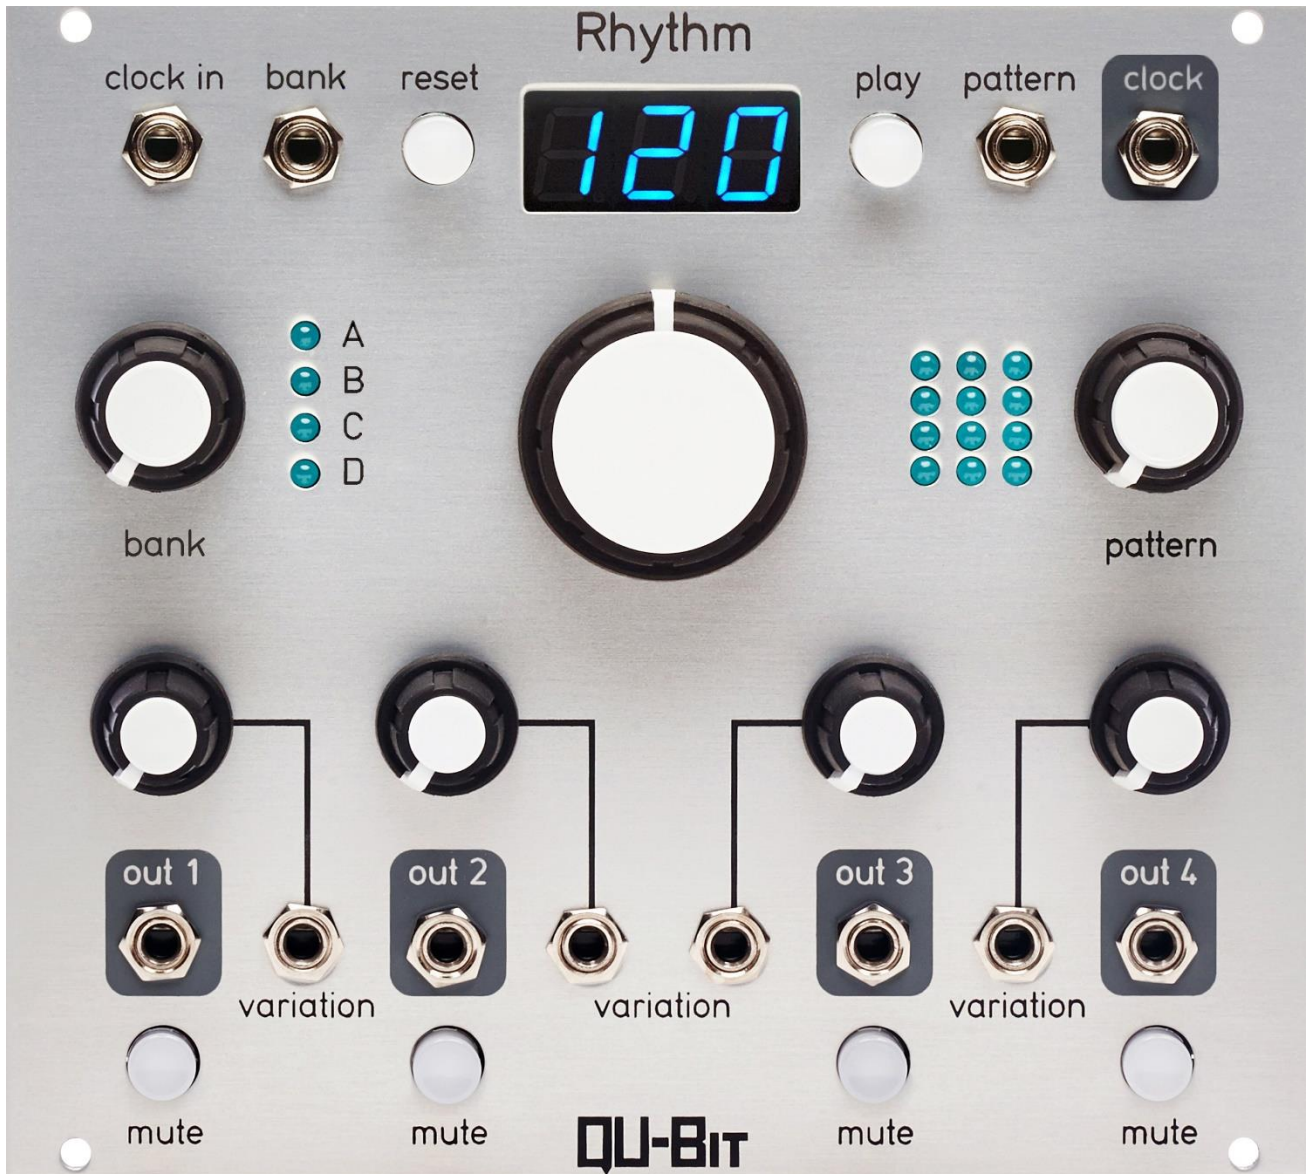 Rhythm
clock in bank reset play pattern clock
120
A
B
C
D
bank pattern
out 1 out 2 out 3 out 4
variation variation variation
mute mute mute mute
QU-BIT